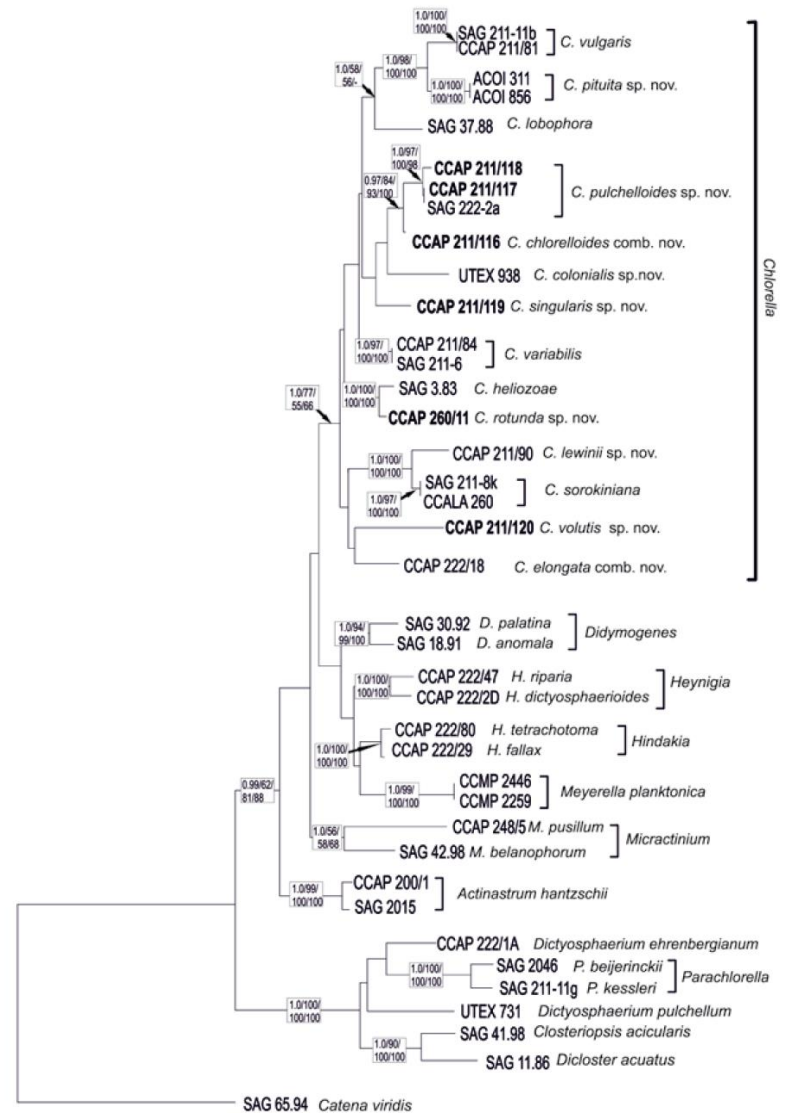 1.0/100/
100/100
SAG 211-11b
CCAP 211/81
C. vulgaris
1.0/98/
100/100
1.0/58/
56/-
1.0/100/
100/100
ACOI 311
ACOI 856
C. pituita sp. nov.
SAG 37.88 C. lobophora
1.0/97/
100/98
0.97/84/
93/100
CCAP 211/118
CCAP 211/117
SAG 222-2a
C. pulchelloides sp. nov.
CCAP 211/116 C. chlorelloides comb. nov.
UTEX 938 C. colonialis sp.nov.
CCAP 211/119 C. singularis sp. nov.
Chlorella
1.0/97/
100/100
CCAP 211/84
SAG 211-6
C. variabilis
1.0/77/
55/66
1.0/100/
100/100
SAG 3.83 C. heliozoae
CCAP 260/11 C. rotunda sp. nov.
1.0/100/
100/100
CCAP 211/90 C. lewinii sp. nov.
1.0/97/
100/100
SAG 211-8k
CCALA 260
C. sorokiniana
CCAP 211/120 C. volutis sp. nov.
CCAP 222/18 C. elongata comb. nov.
1.0/94/
99/100
SAG 30.92 D. palatina
SAG 18.91 D. anomala
Didymogenes
1.0/100/
100/100
CCAP 222/47 H. riparia
CCAP 222/2D H. dictyosphaerioides
Heynigia
1.0/100/
100/100
CCAP 222/80 H. tetrachotoma
CCAP 222/29 H. fallax
Hindakia
1.0/99/
100/100
CCMP 2446
CCMP 2259
Meyerella planktonica
0.99/62/
81/88
1.0/56/
58/68
CCAP 248/5 M. pusillum
SAG 42.98 M. belanophorum
Micractinium
1.0/99/
100/100
CCAP 200/1
SAG 2015
Actinastrum hantzschii
CCAP 222/1A Dictyosphaerium ehrenbergianum
1.0/100/
100/100
SAG 2046 P. beijerinckii
SAG 211-11g P. kessleri
Parachlorella
1.0/100/
100/100
UTEX 731 Dictyosphaerium pulchellum
1.0/90/
100/100
SAG 41.98 Closteriopsis acicularis
SAG 11.86 Dicloster acuatus
SAG 65.94 Catena viridis